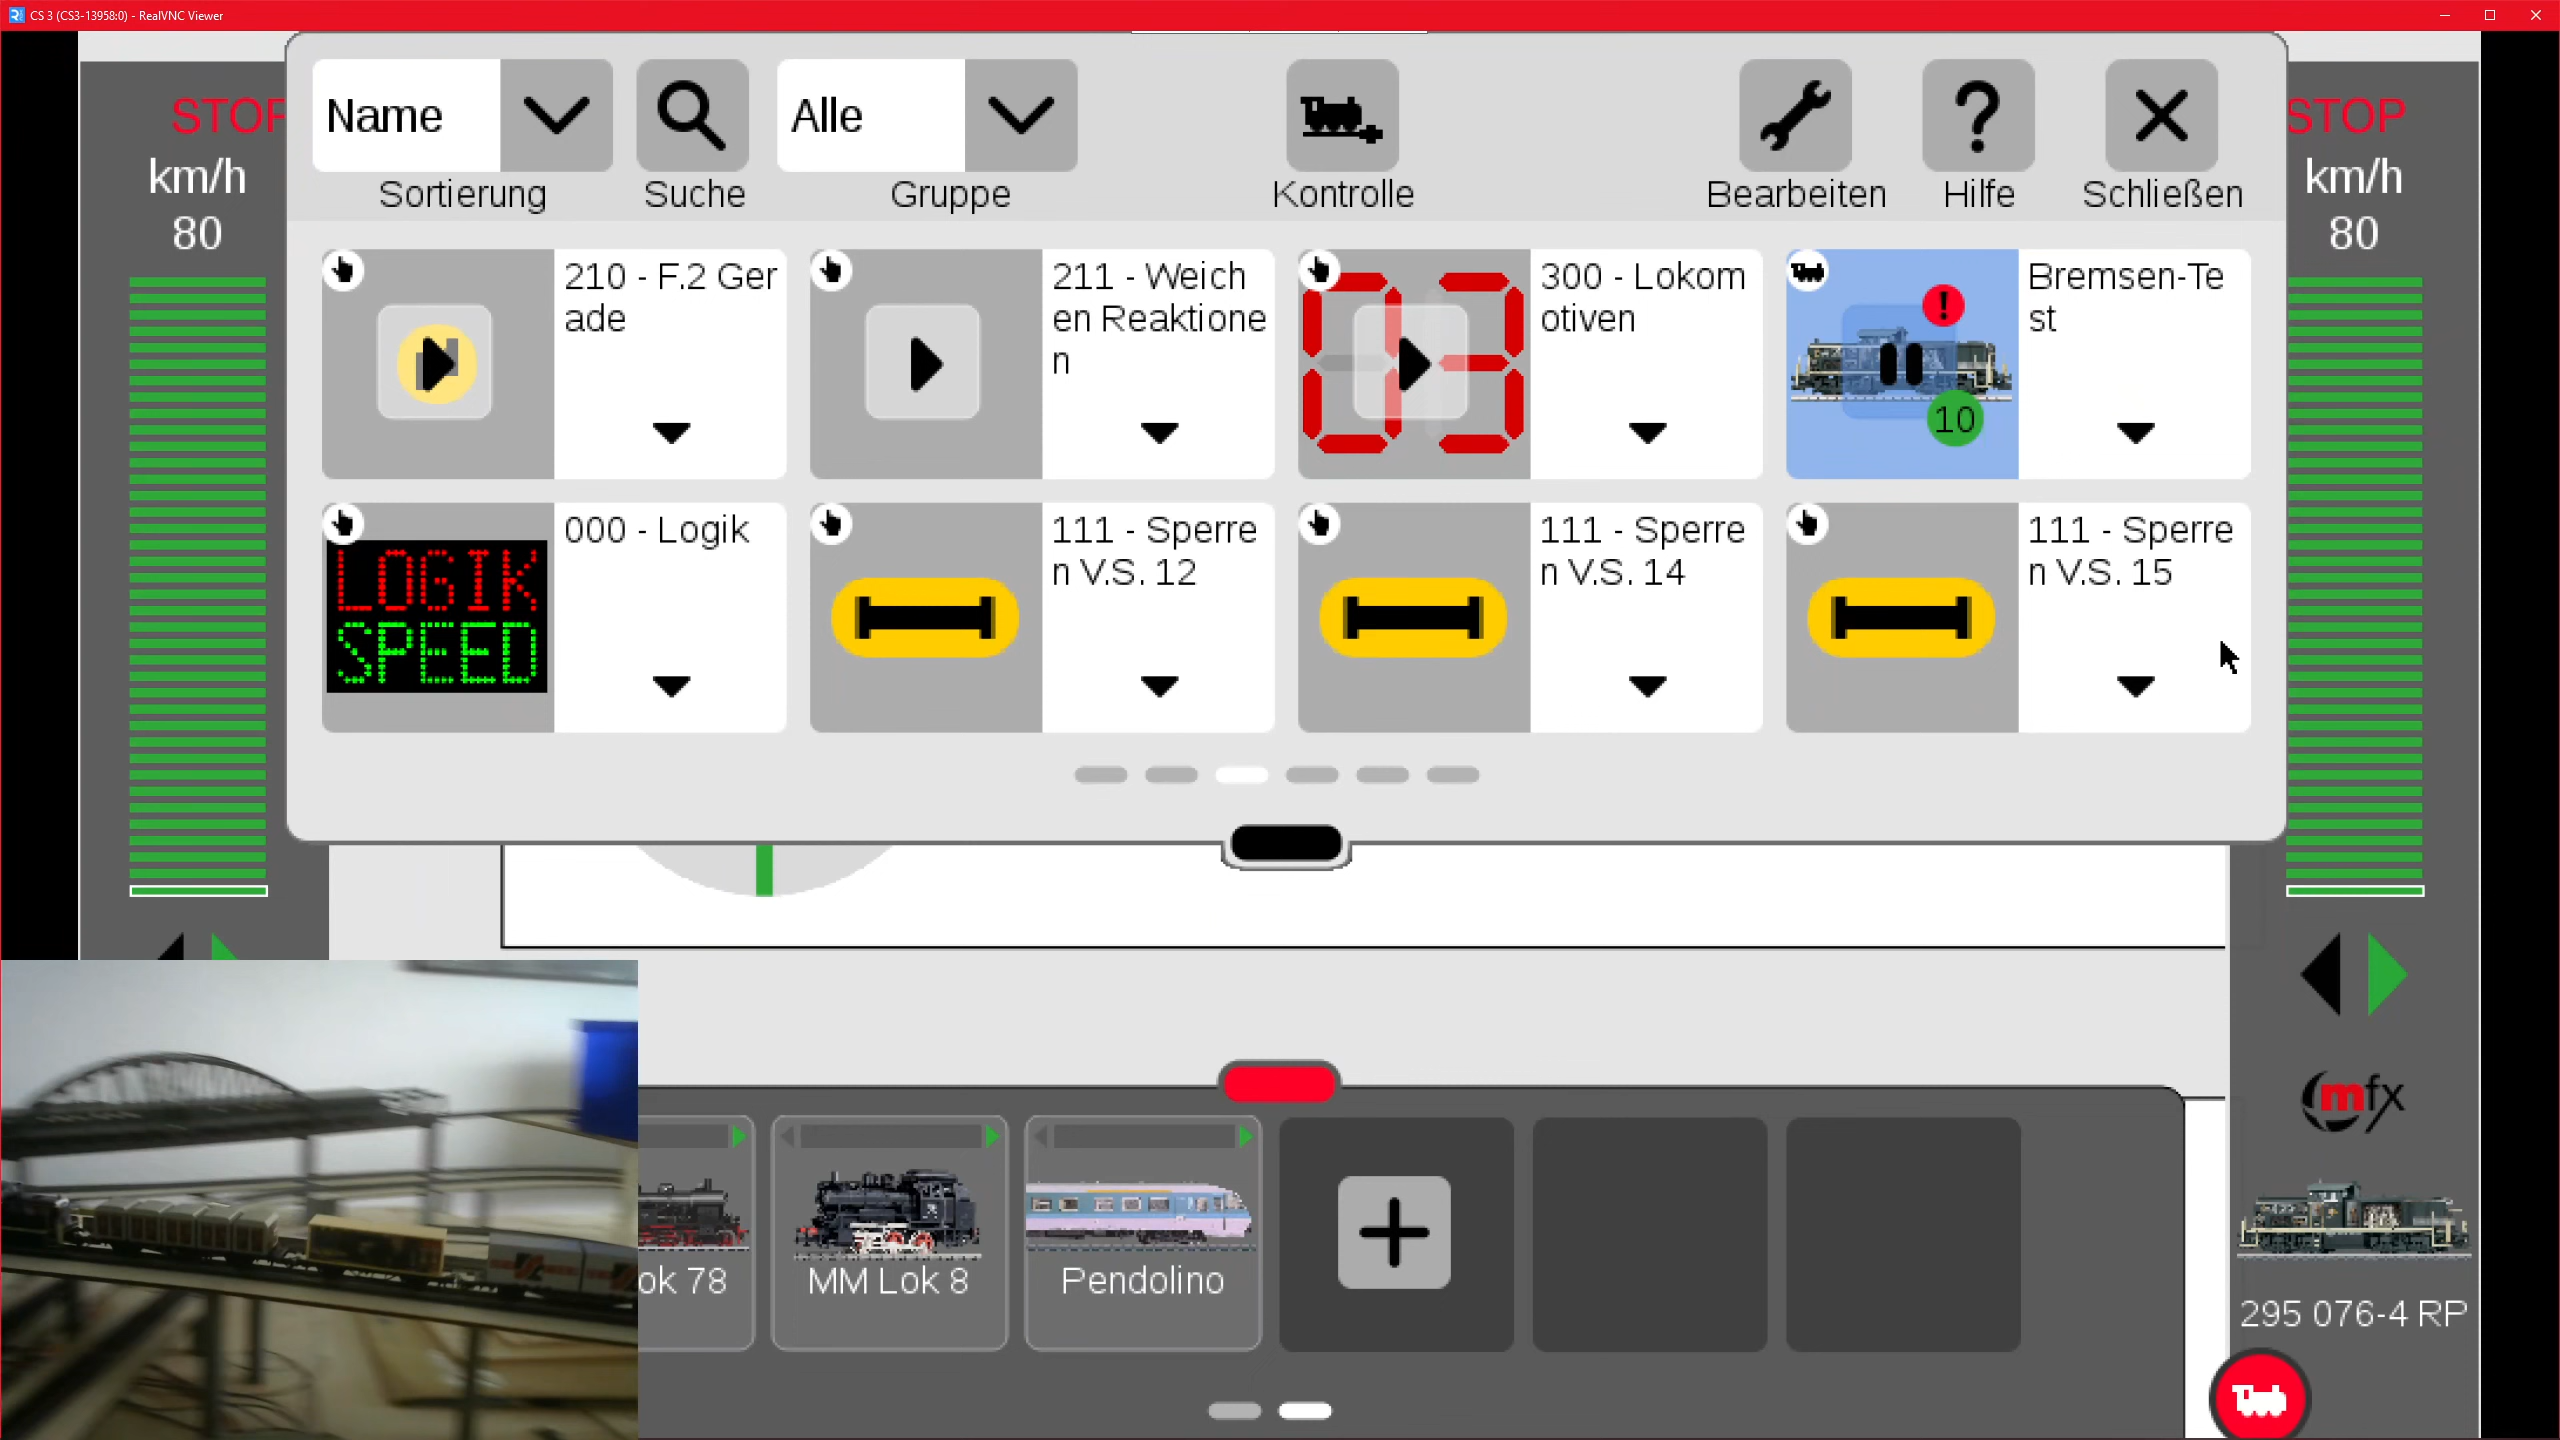 CS 3 (CS3-13958:0) - RealVNC Viewer
STOP
km/h
80
Name
Sortierung
Suche
Alle
Gruppe
Kontrolle
Bearbeiten
Hilfe
Schließen
STOP
km/h
80
210 - F.2 Ger
ade
211 - Weich
en Reaktione
n
300 - Lokom
otiven
Bremsen-Te
st
!
10
LOGIK
SPEED
000 - Logik
111 - Sperre
n V.S. 12
111 - Sperre
n V.S. 14
111 - Sperre
n V.S. 15
mfx
ok 78
MM Lok 8
Pendolino
295 076-4 RP